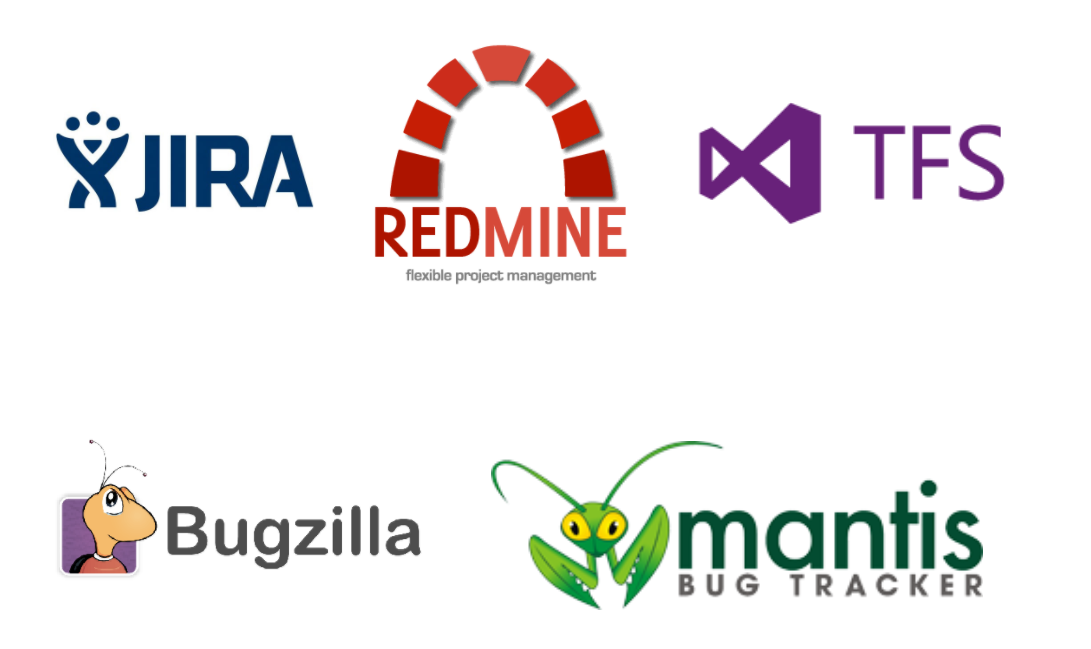 JIRA
REDMINE
flexible project management
TFS
Bugzilla
mantis
BUG TRACKER